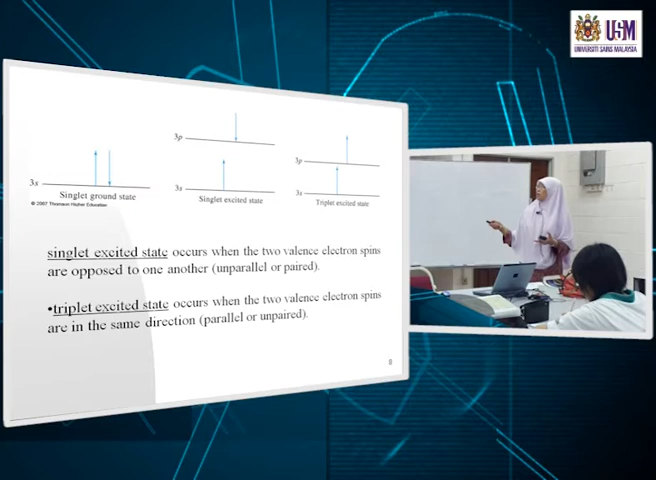 USM
UNIVERSITI SAINS MALAYSIA
3p
3p
3s
3s
3s
Singlet ground state
Singlet excited state
Triplet excited state
© 2007 Thomson Higher Education
singlet excited state occurs when the two valence electron spins
are opposed to one another (unparallel or paired).
•triplet excited state occurs when the two valence electron spins
are in the same direction (parallel or unpaired).
8